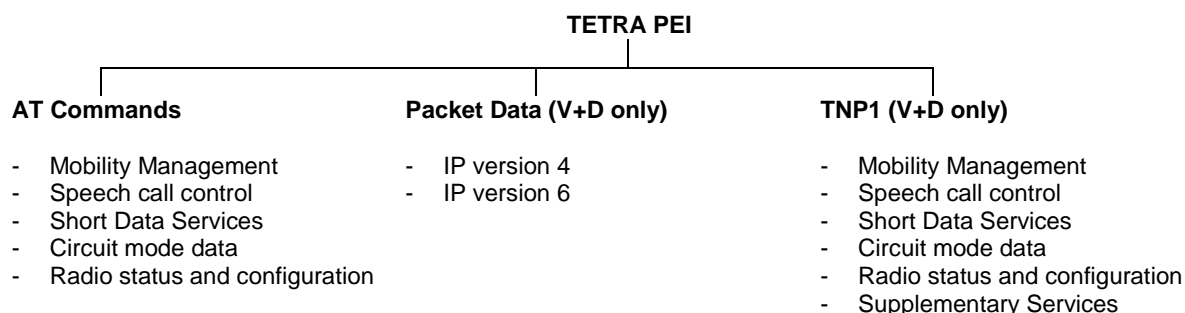 TETRA PEI
AT Commands
- Mobility Management
- Speech call control
- Short Data Services
- Circuit mode data
- Radio status and configuration
Packet Data (V+D only)
- IP version 4
- IP version 6
TNP1 (V+D only)
- Mobility Management
- Speech call control
- Short Data Services
- Circuit mode data
- Radio status and configuration
- Supplementary Services